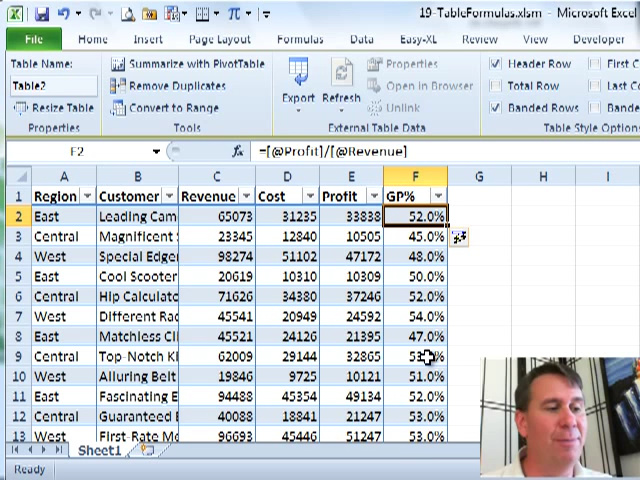 19-TableFormulas.xlsm - Microsoft Excel
File Home Insert Page Layout Formulas Data Easy-XL Review View Developer
Table Name:
Table2
Resize Table
Properties
Summarize with PivotTable
Remove Duplicates
Convert to Range
Tools
Export Refresh
Properties
Open in Browser
Unlink
External Table Data
Header Row First C
Total Row Last C
Banded Rows Banded
Table Style Option
F2 fx =[@Profit]/[@Revenue]
A B C D E F G H I
1 Region Customer Revenue Cost Profit GP%
2 East Leading Cam 65073 31235 33838 52.0%
3 Central Magnificent 23345 12840 10505 45.0%
4 West Special Edge 98274 51102 47172 48.0%
5 East Cool Scooter 20619 10310 10309 50.0%
6 Central Hip Calculato 71626 34380 37246 52.0%
7 West Different Ra 45541 20949 24592 54.0%
8 East Matchless Cl 45521 24126 21395 47.0%
9 Central Top-Notch K 62009 29144 32865
10 West Alluring Belt 19846 9725 10121 51.0%
11 East Fascinating E 94488 45354 49134 52.0%
12 Central Guaranteed 40088 18841 21247 53.0%
13 West First-Rate Mo 96693 45446 51247 53.0%
Sheet1
Ready